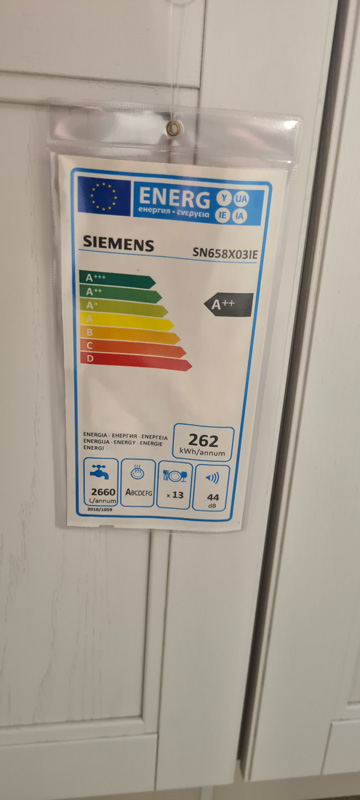 ENERG Y UA
енергия · ενεργεια IE IA
SIEMENS
SN658X03IE
A+++
A++
A+
A
B
C
D
A++
ENERGIA · ЕНЕРГИЯ · ΕΝΕΡΓΕΙΑ
ENERGIJA · ENERGY · ENERGIE
ENERGI
262
kWh/annum
2660
L/annum
ABCDEFG
x 13
44
dB
2010/1059